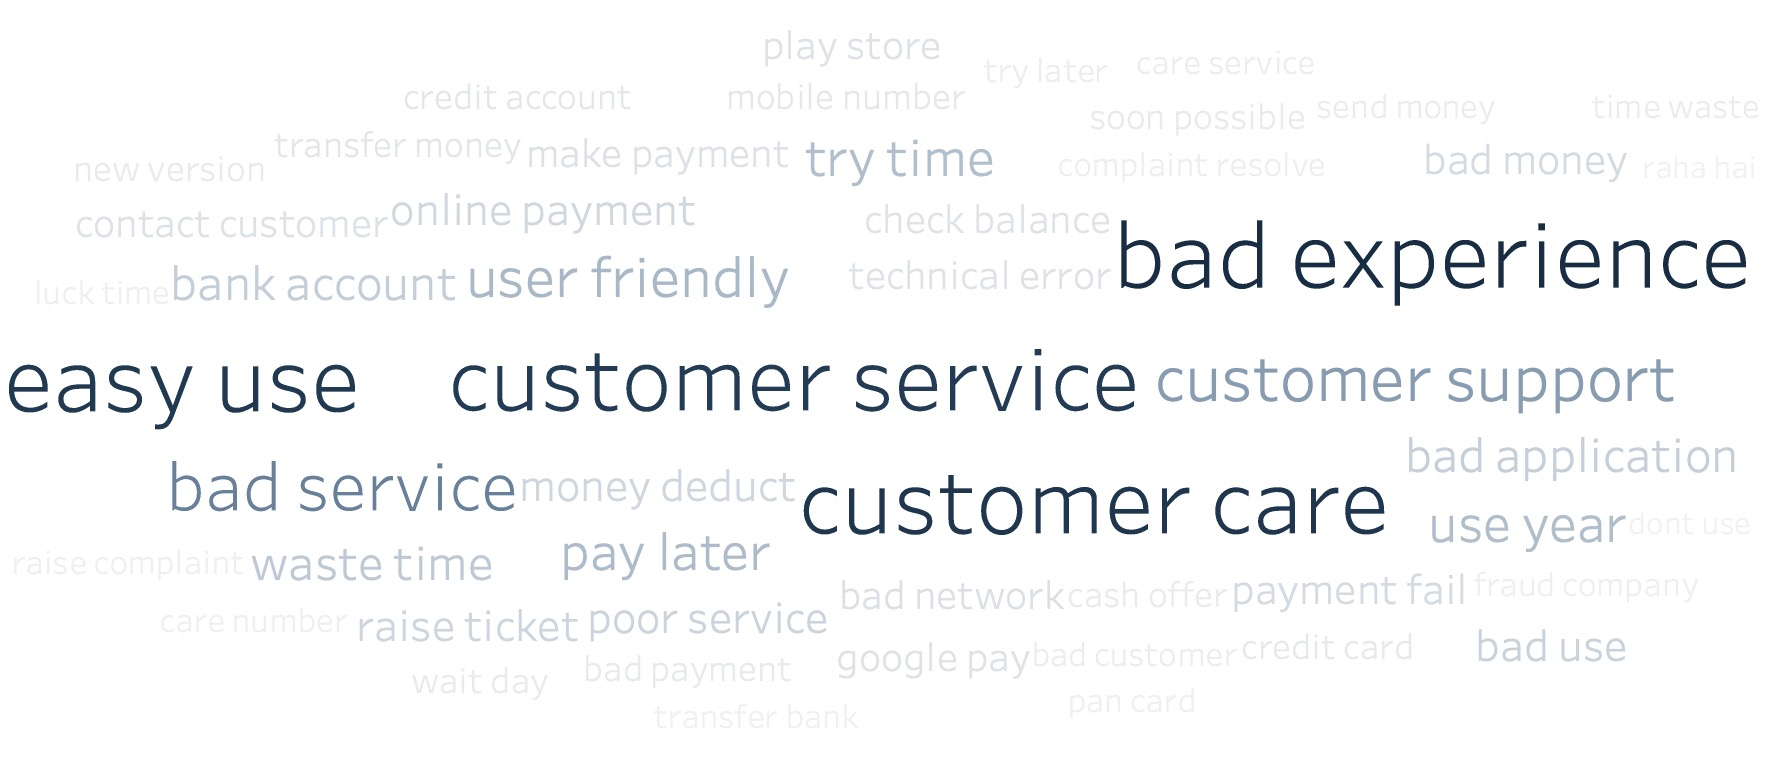 play store
try later
care service
credit account
mobile number
soon possible
send money
time waste
transfer money
make payment
try time
complaint resolve
bad money
raha hai
new version
contact customer
online payment
check balance
bad experience
luck time
bank account
user friendly
technical error
easy use
customer service
customer support
bad service
money deduct
customer care
bad application
use year
dont use
raise complaint
waste time
pay later
bad network
cash offer
payment fail
fraud company
care number
raise ticket
poor service
google pay
bad customer
credit card
bad use
wait day
bad payment
transfer bank
pan card